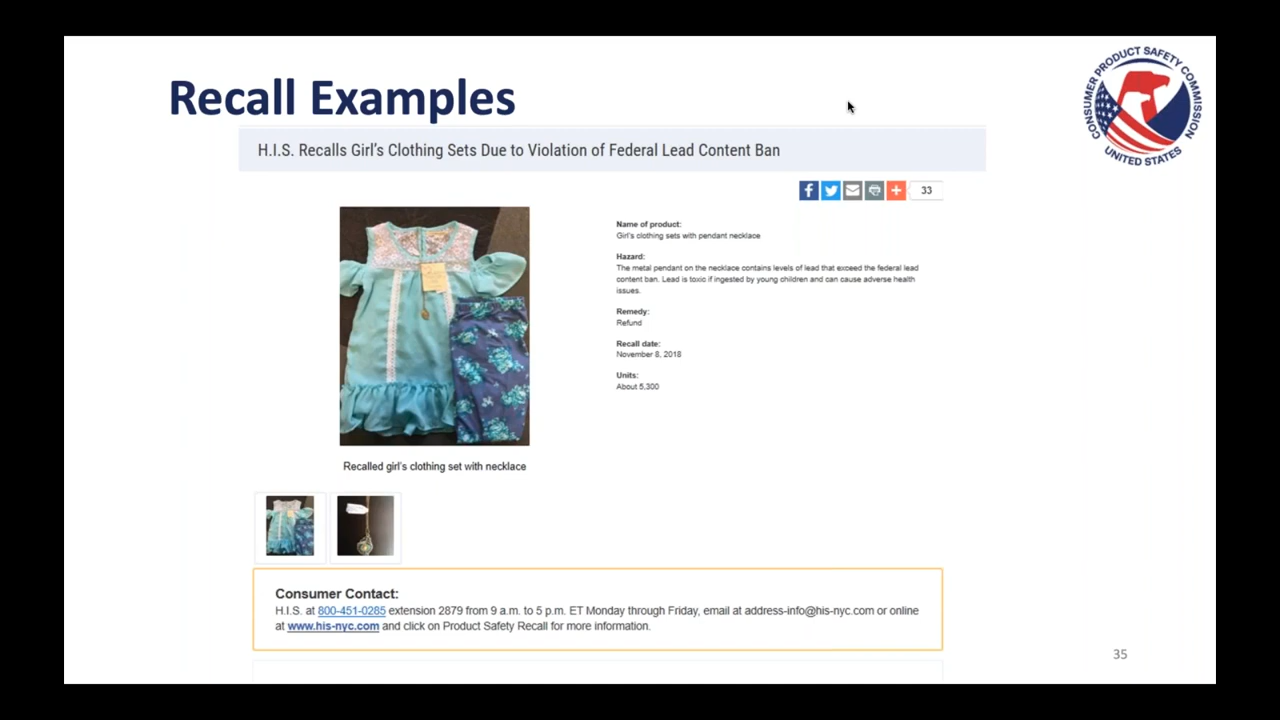 Recall Examples
CONSUMER PRODUCT SAFETY COMMISSION
UNITED STATES
H.I.S. Recalls Girl's Clothing Sets Due to Violation of Federal Lead Content Ban
33
Name of product:
Girl's clothing sets with pendant necklace
Hazard:
The metal pendant on the necklace contains levels of lead that exceed the federal lead
content ban. Lead is toxic if ingested by young children and can cause adverse health
issues.
Remedy:
Refund
Recall date:
November 8, 2018
Units:
About 5,300
Recalled girl's clothing set with necklace
Consumer Contact:
H.I.S. at 800-451-0285 extension 2879 from 9 a.m. to 5 p.m. ET Monday through Friday, email at address-info@his-nyc.com or online
at www.his-nyc.com and click on Product Safety Recall for more information.
35